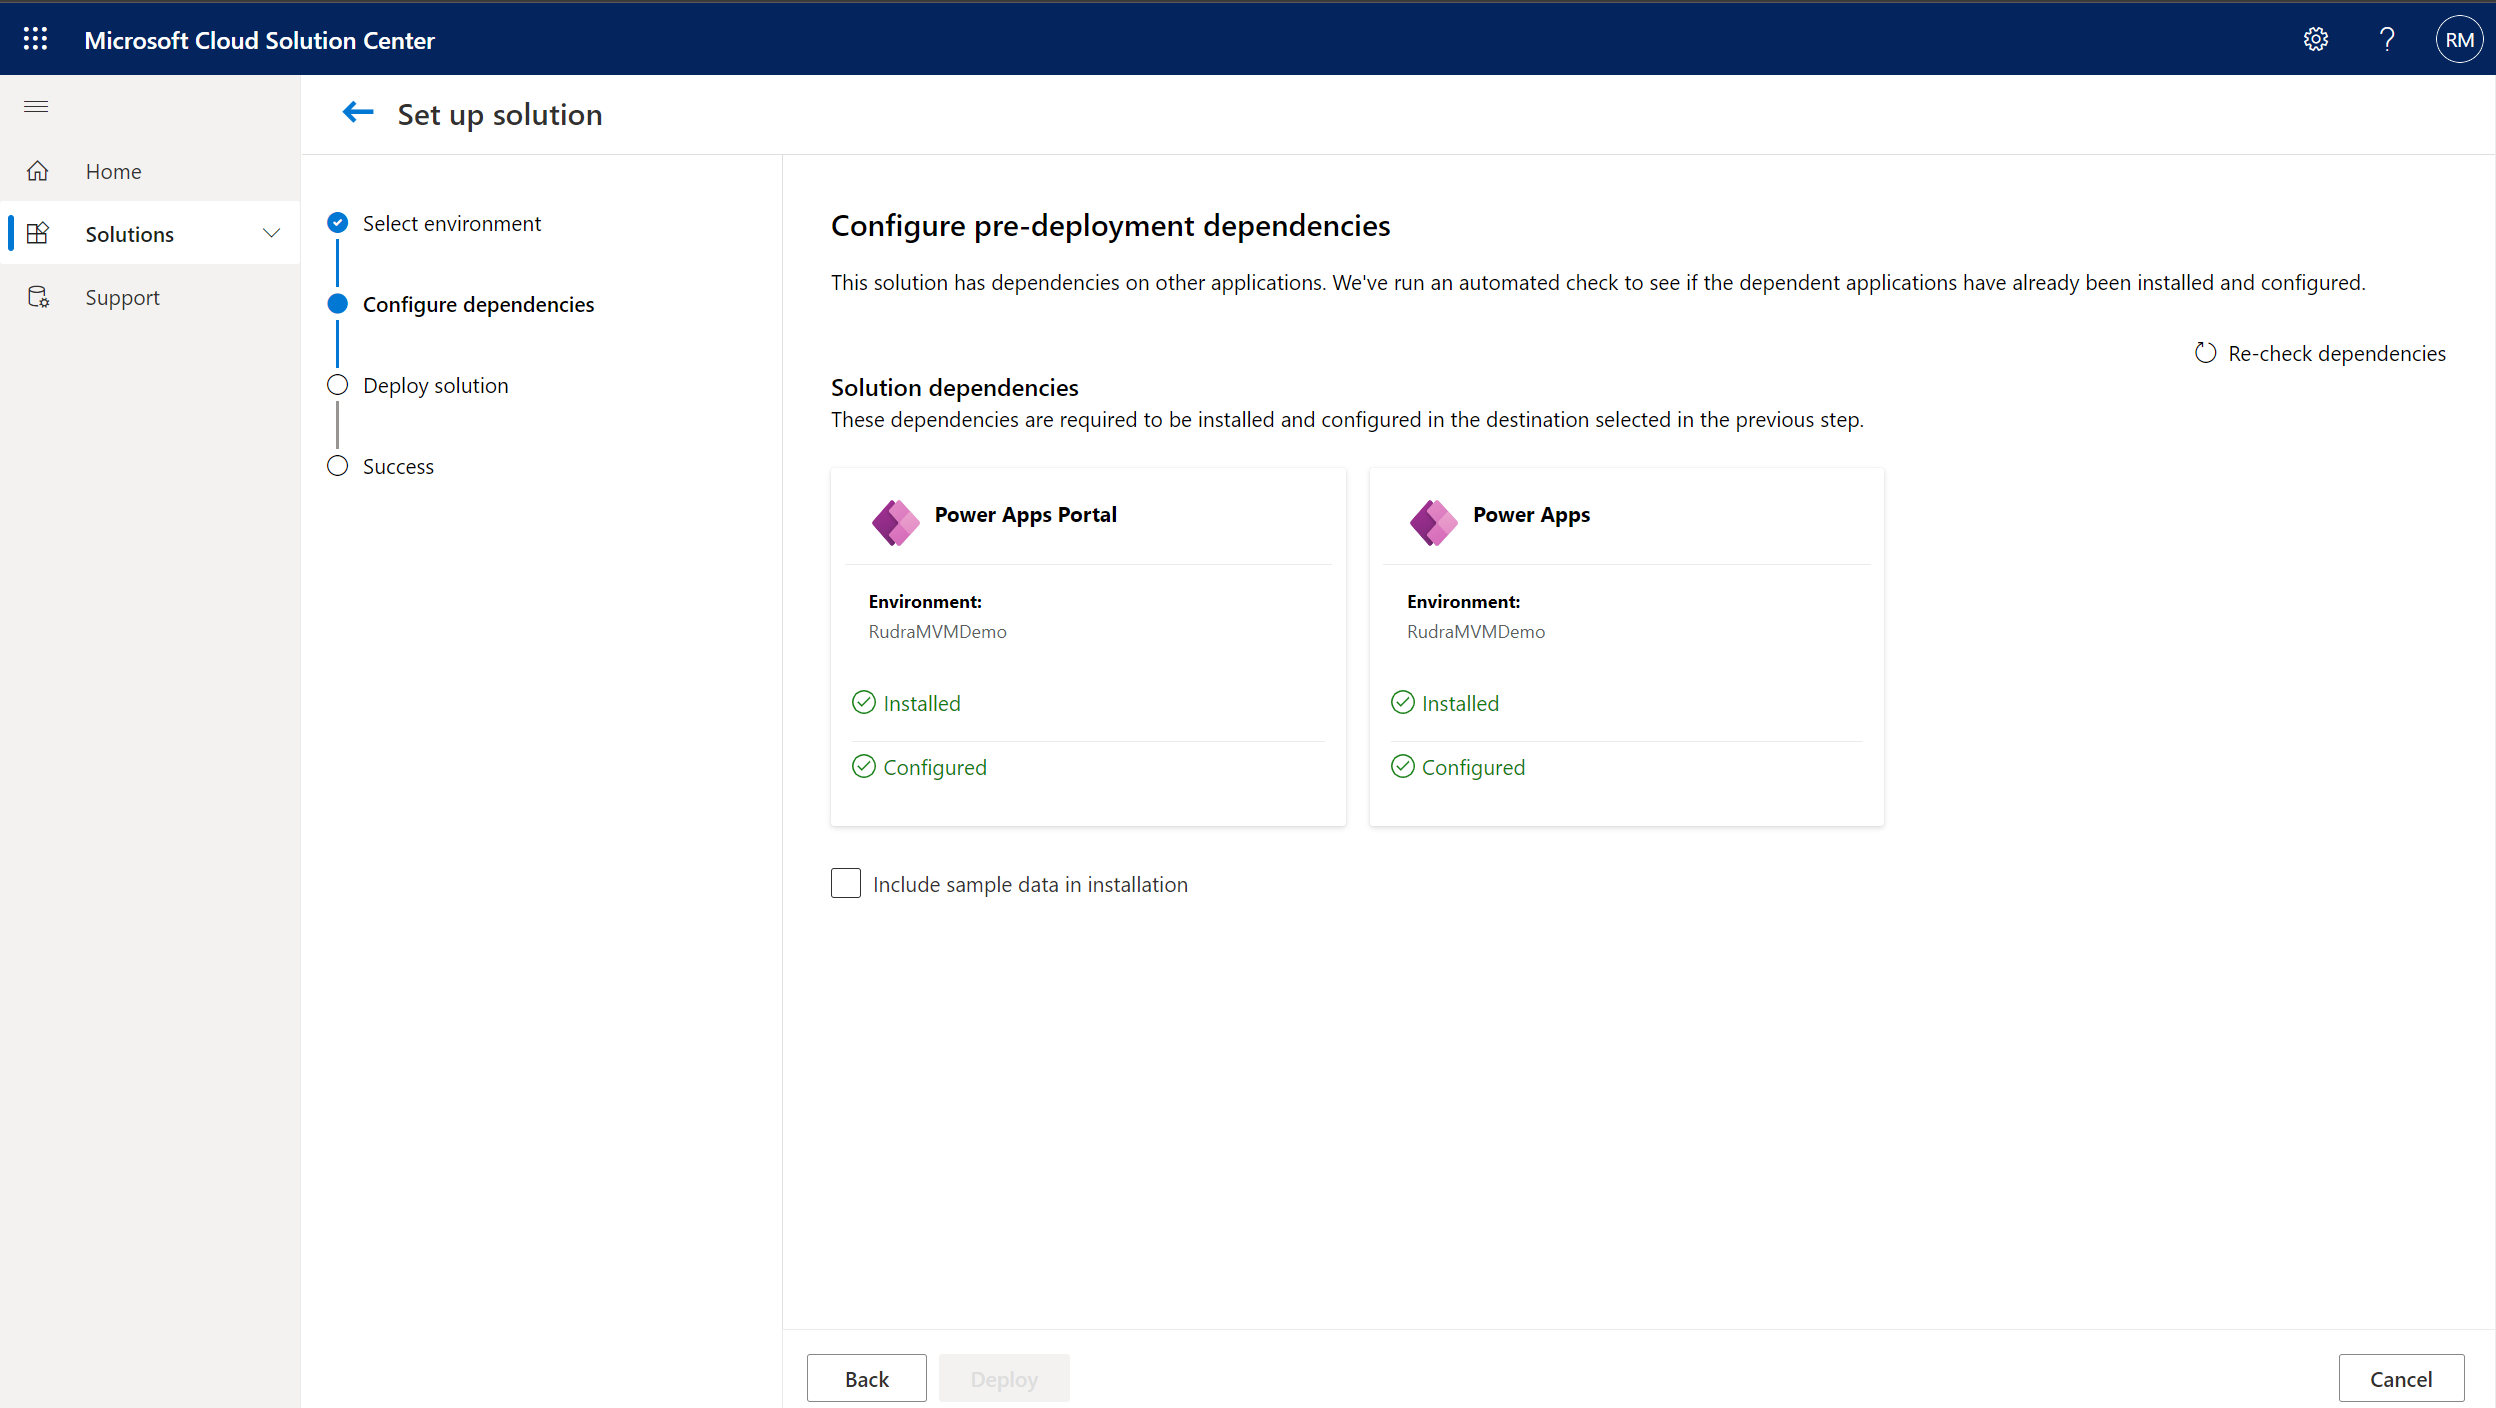 Microsoft Cloud Solution Center
RM
Home
Solutions
Support
Set up solution
Select environment
Configure dependencies
Deploy solution
Success
Configure pre-deployment dependencies
This solution has dependencies on other applications. We've run an automated check to see if the dependent applications have already been installed and configured.
Re-check dependencies
Solution dependencies
These dependencies are required to be installed and configured in the destination selected in the previous step.
Power Apps Portal
Environment:
RudraMVMDemo
Installed
Configured
Power Apps
Environment:
RudraMVMDemo
Installed
Configured
Include sample data in installation
Back
Deploy
Cancel